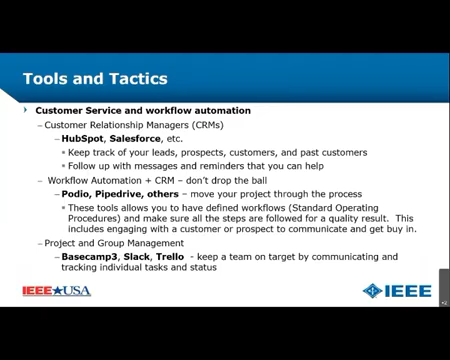 Tools and Tactics
Customer Service and workflow automation
– Customer Relationship Managers (CRMs)
– HubSpot, Salesforce, etc.
Keep track of your leads, prospects, customers, and past customers
Follow up with messages and reminders that you can help
– Workflow Automation + CRM – don't drop the ball
– Podio, Pipedrive, others – move your project through the process
These tools allows you to have defined workflows (Standard Operating
Procedures) and make sure all the steps are followed for a quality result. This
includes engaging with a customer or prospect to communicate and get buy in.
– Project and Group Management
– Basecamp3, Slack, Trello - keep a team on target by communicating and
tracking individual tasks and status
IEEE USA
IEEE